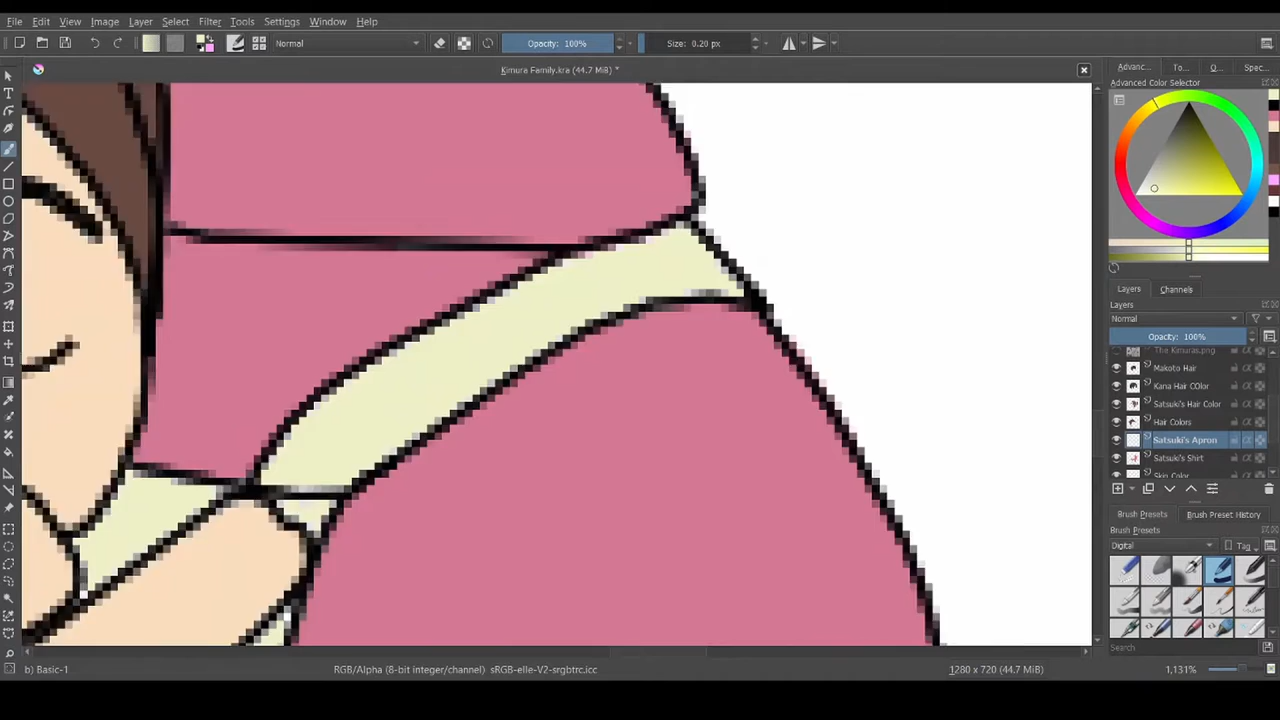 File Edit View Image Layer Select Filter Tools Settings Window Help
Normal Opacity: 100% Size: 0.20 px
Kimura Family.kra (44.7 MiB) *
Advanc... To... Q... Spec...
Advanced Color Selector
Layers Channels
Layers
Normal
Opacity: 100%
The Kimuras.png
Makoto Hair
Kana Hair COlor
Satsuki's Hair Color
Hair Colors
Satsuki's Apron
Satsuki's Shirt
Skin Color
Brush Presets Brush Preset History
Brush Presets
Digital Tag
Search
b) Basic-1 RGB/Alpha (8-bit integer/channel) sRGB-elle-V2-srgbtrc.icc 1280 x 720 (44.7 MiB) 1,131%